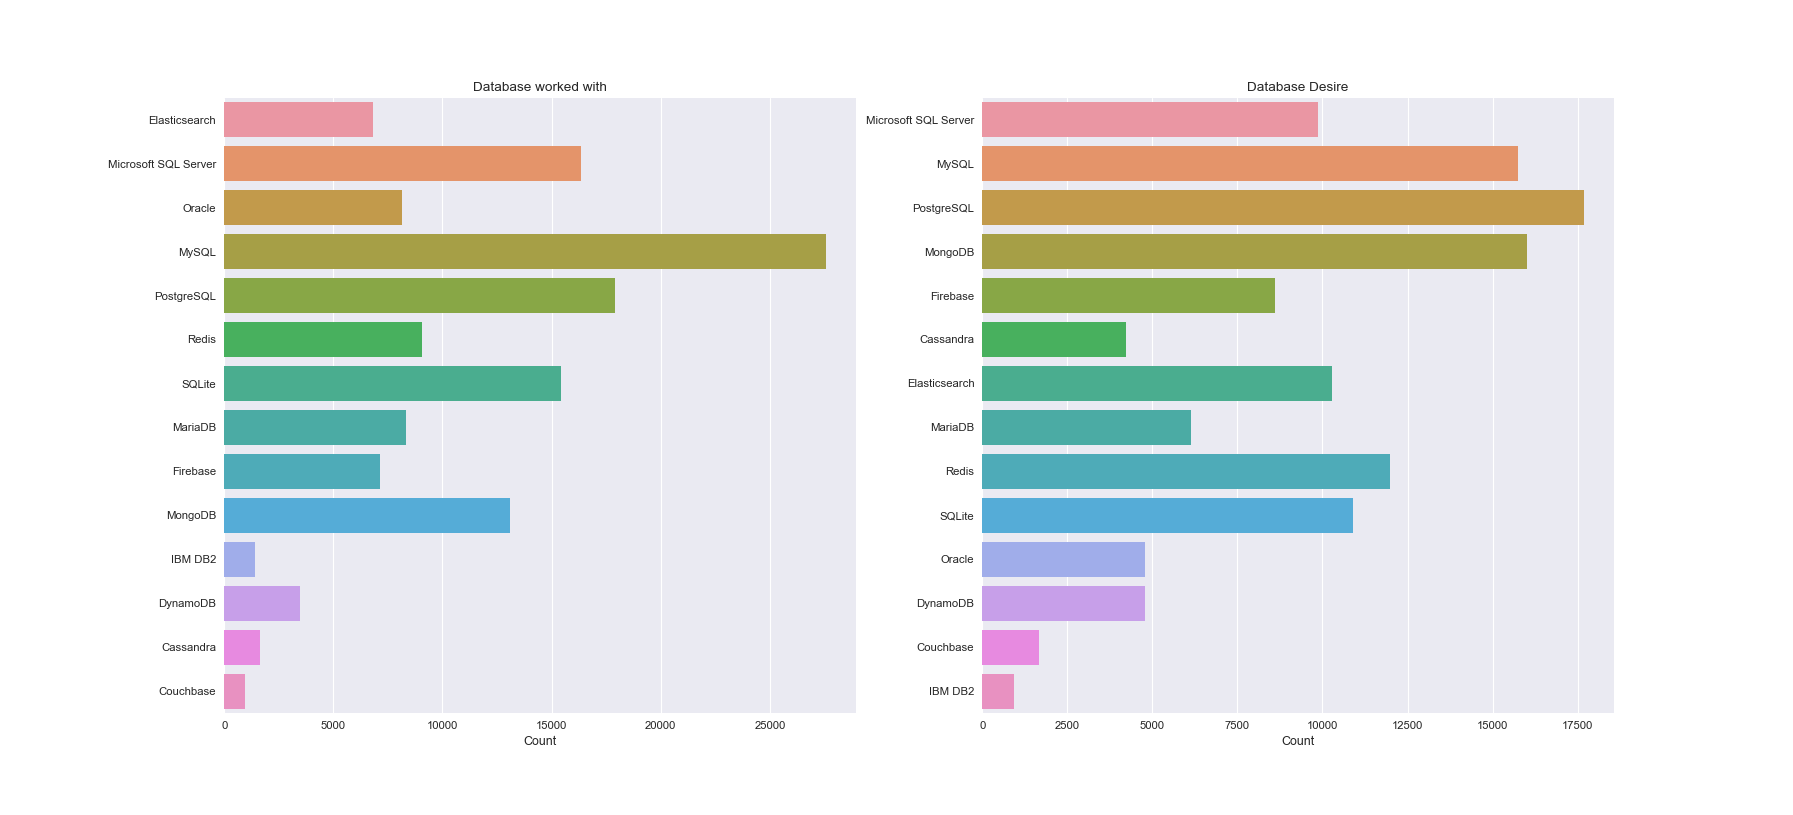 Database worked with
Elasticsearch
Microsoft SQL Server
Oracle
MySQL
PostgreSQL
Redis
SQLite
MariaDB
Firebase
MongoDB
IBM DB2
DynamoDB
Cassandra
Couchbase
0 5000 10000 15000 20000 25000
Count
Database Desire
Microsoft SQL Server
MySQL
PostgreSQL
MongoDB
Firebase
Cassandra
Elasticsearch
MariaDB
Redis
SQLite
Oracle
DynamoDB
Couchbase
IBM DB2
0 2500 5000 7500 10000 12500 15000 17500
Count